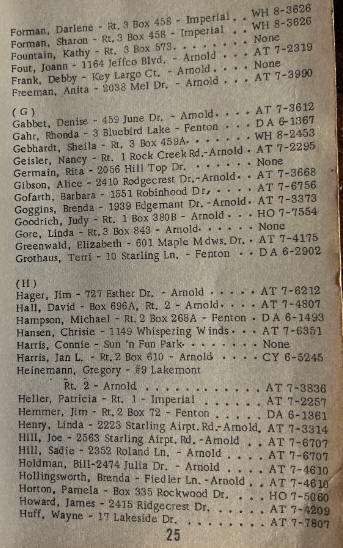 Forman, Darlene - Rt. 3 Box 458 - Imperial . . WH 8-3626
Forman, Sharon - Rt. 3 Box 458 - Imperial . . WH 8-3626
Fountain, Kathy - Rt. 3 Box 573. . . . . . . . None
Fout, Joann - 1164 Jeffco Blvd. - Arnold . . . AT 7-2319
Frank, Debby - Key Largo Ct. - Arnold. . . . None
Freeman, Anita - 2038 Mel Dr. - Arnold . . . AT 7-3990
(G)
Gabbet, Denise - 459 June Dr. - Arnold. . . . AT 7-3612
Gahr, Rhonda - 3 Bluebird Lake - Fenton . . . DA 6-1367
Gebhardt, Sheila - Rt. 3 Box 459A. . . . . . WH 8-2453
Geisler, Nancy - Rt. 1 Rock Creek Rd. - Arnold . AT 7-2295
Germain, Rita - 2056 Hill Top Dr. . . . . . . None
Gibson, Alice - 2410 Rodgecrest Dr. -Arnold . . AT 7-3668
Gofarth, Barbara - 1551 Robinhood Dr. . . . . AT 7-6756
Goggins, Brenda - 1939 Edgemant Dr. -Arnold . . AT 7-3373
Goodrich, Judy - Rt. 1 Box 380B - Arnold . . . HO 7-7554
Gore, Linda - Rt. 3 Box 843 - Arnold. . . . . None
Greenwald, Elizabeth - 601 Maple Mdws. Dr. . AT 7-4175
Grothaus, Terri - 10 Starling Ln. - Fenton . . DA 6-2902
(H)
Hager, Jim - 727 Esther Dr. - Arnold . . . . . AT 7-6212
Hall, David - Box 696A, Rt. 2 - Arnold . . . . AT 7-4807
Hampson, Michael - Rt. 2 Box 268A - Fenton . DA 6-1493
Hansen, Chrisie - 1149 Whispering Winds. . . . AT 7-6351
Harris, Connie - Sun 'n Fun Park. . . . . . . None
Harris, Jan L. - Rt. 2 Box 610 - Arnold . . . . CY 6-5245
Heinemann, Gregory - #9 Lakemont
Rt. 2 - Arnold . . . . . . . . . . . . AT 7-3836
Heller, Patricia - Rt. 1 - Imperial . . . . . . AT 7-2257
Hemmer, Jim - Rt. 2 Box 72 - Fenton . . . . DA 6-1361
Henry, Linda - 2223 Starling Airpt. Rd. -Arnold. AT 7-3314
Hill, Joe - 2563 Starling Airpt. Rd. - Arnold . . AT 7-6707
Hill, Sadie - 2352 Roland Ln. - Arnold . . . . AT 7-6707
Holdman, Bill-2474 Julia Dr. - Arnold . . . . AT 7-4610
Hollingsworth, Brenda - Fiedler Ln. -Arnold . . AT 7-4610
Horton, Pamela - Box 335 Rockwood Dr. . . . HO 7-5060
Howard, James - 2415 Ridgecrest Dr. . . . . . AT 7-4209
Huff, Wayne - 17 Lakeside Dr. . . . . . . . . AT 7-7807
25